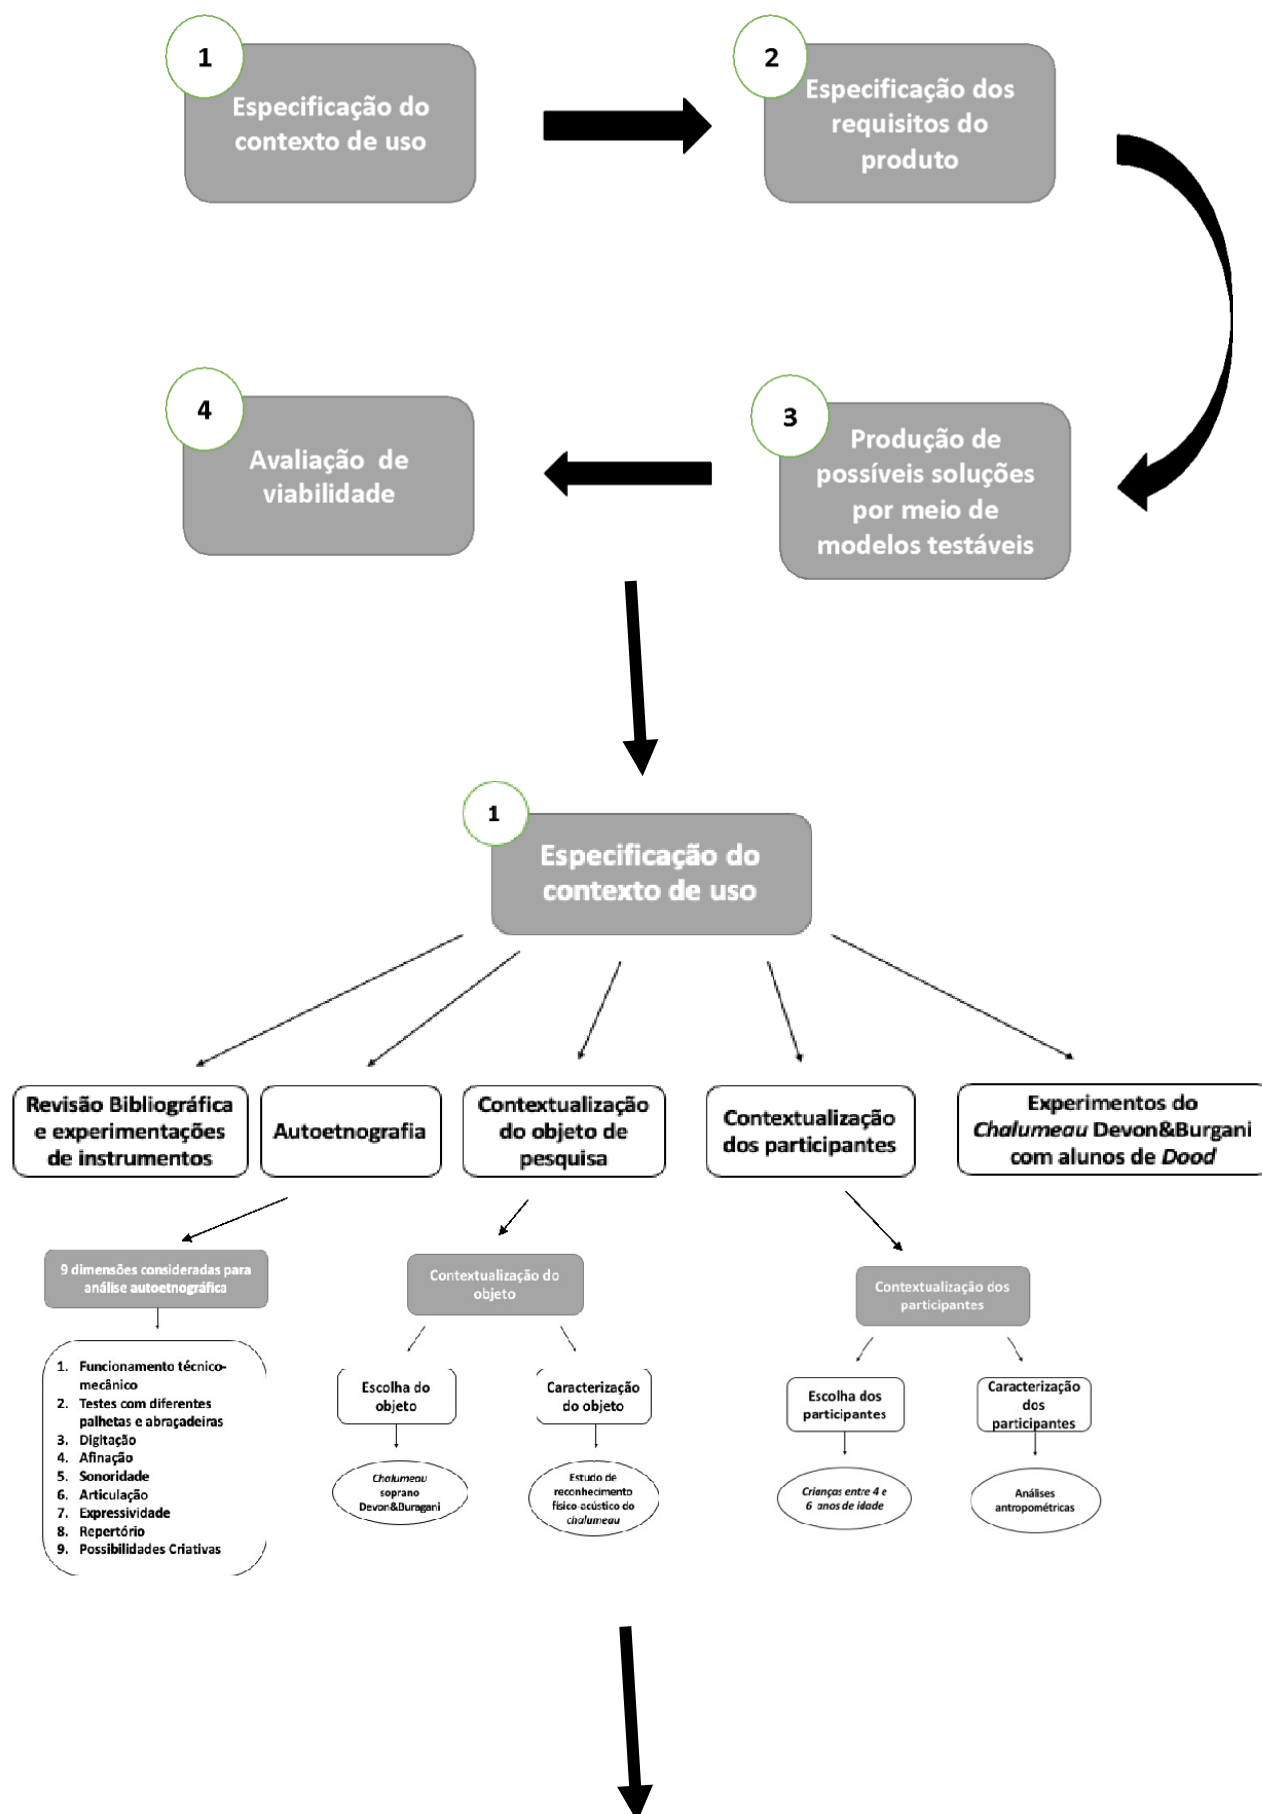 1
Especificação do
contexto de uso
2
Especificação dos
requisitos do
produto
3
Produção de
possíveis soluções
por meio de
modelos testáveis
4
Avaliação de
viabilidade
1
Especificação do
contexto de uso
Revisão Bibliográfica
e experimentações
de instrumentos
Autoetnografia
Contextualização
do objeto de
pesquisa
Contextualização
dos participantes
Experimentos do
Chalumeau Devon&Burgani
com alunos de Dood
9 dimensões consideradas para
análise autoetnográfica
1. Funcionamento técnico-
mecânico
2. Testes com diferentes
palhetas e abraçadeiras
3. Digitação
4. Afinação
5. Sonoridade
6. Articulação
7. Expressividade
8. Repertório
9. Possibilidades Criativas
Contextualização do
objeto
Escolha do
objeto
Chalumeau
soprano
Devon&Buragani
Caracterização
do objeto
Estudo de
reconhecimento
físico-acústico do
chalumeau
Contextualização dos
participantes
Escolha dos
participantes
Crianças entre 4 e
6 anos de idade
Caracterização
dos
participantes
Análises
antropométricas